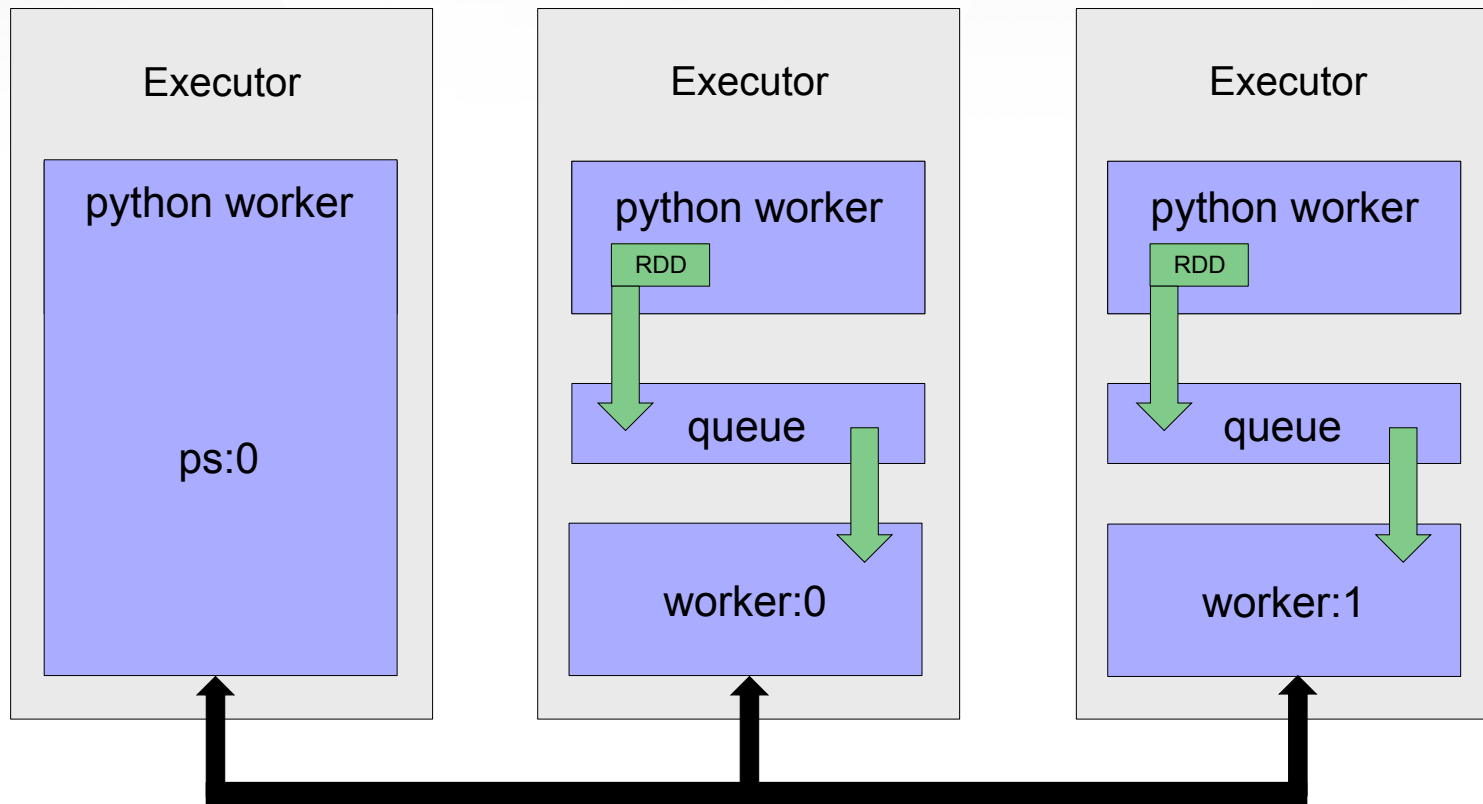 Executor
python worker
ps:0
Executor
python worker
RDD
queue
worker:0
Executor
python worker
RDD
queue
worker:1